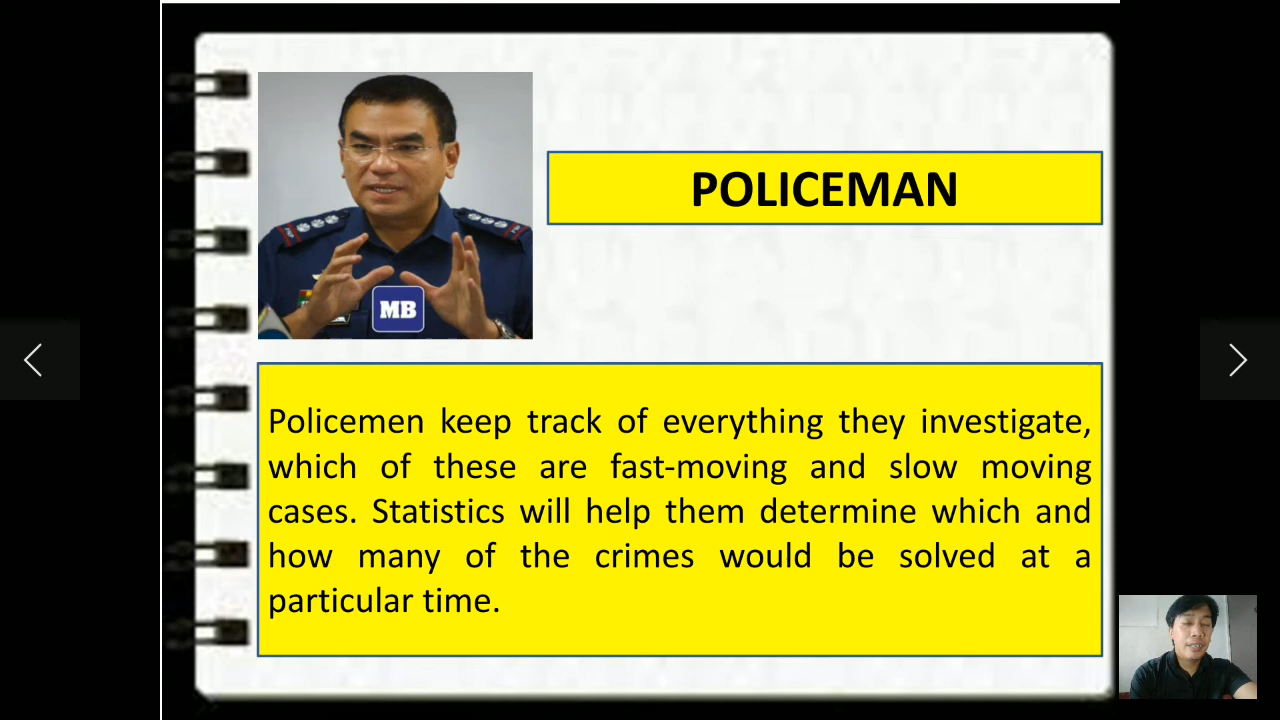 POLICEMAN
MB
Policemen keep track of everything they investigate,
which of these are fast-moving and slow moving
cases. Statistics will help them determine which and
how many of the crimes would be solved at a
particular time.